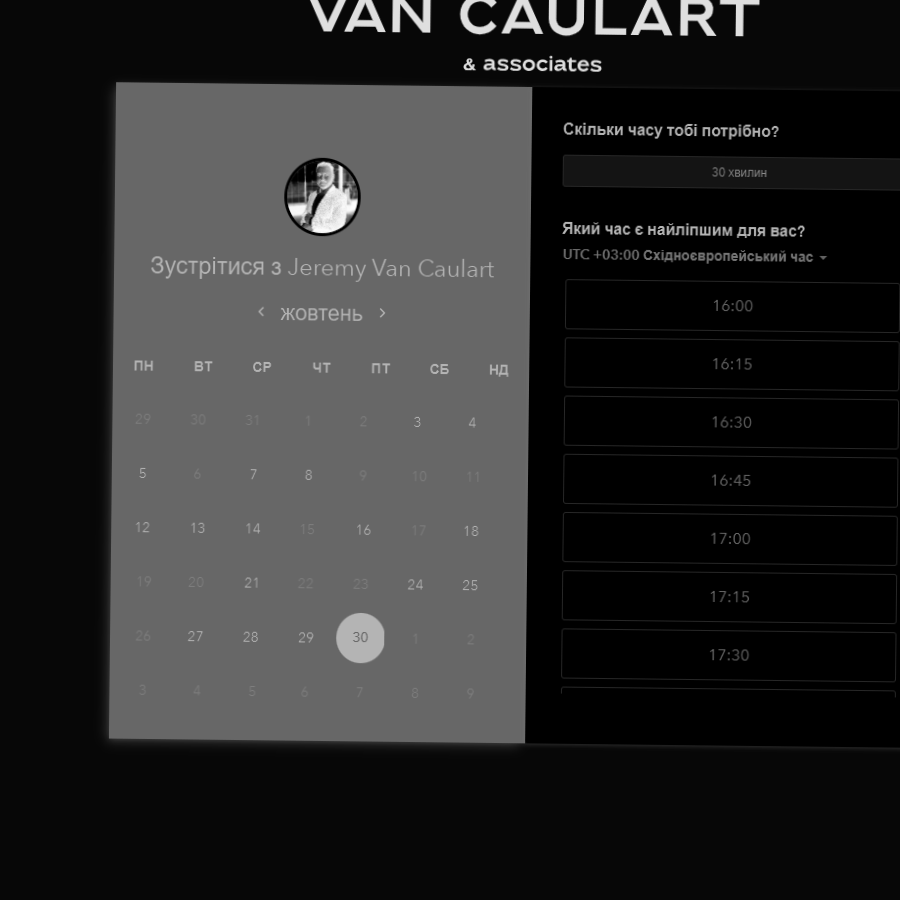 VAN CAULART
& associates
Зустрітися з Jeremy Van Caulart
жовтень
ПН ВТ СР ЧТ ПТ СБ НД
29 30 31 1 2 3 4
5 6 7 8 9 10 11
12 13 14 15 16 17 18
19 20 21 22 23 24 25
26 27 28 29 30 1 2
3 4 5 6 7 8 9
Скільки часу тобі потрібно?
30 хвилин
Який час є найліпшим для вас?
UTC +03:00 Східноєвропейський час
16:00
16:15
16:30
16:45
17:00
17:15
17:30